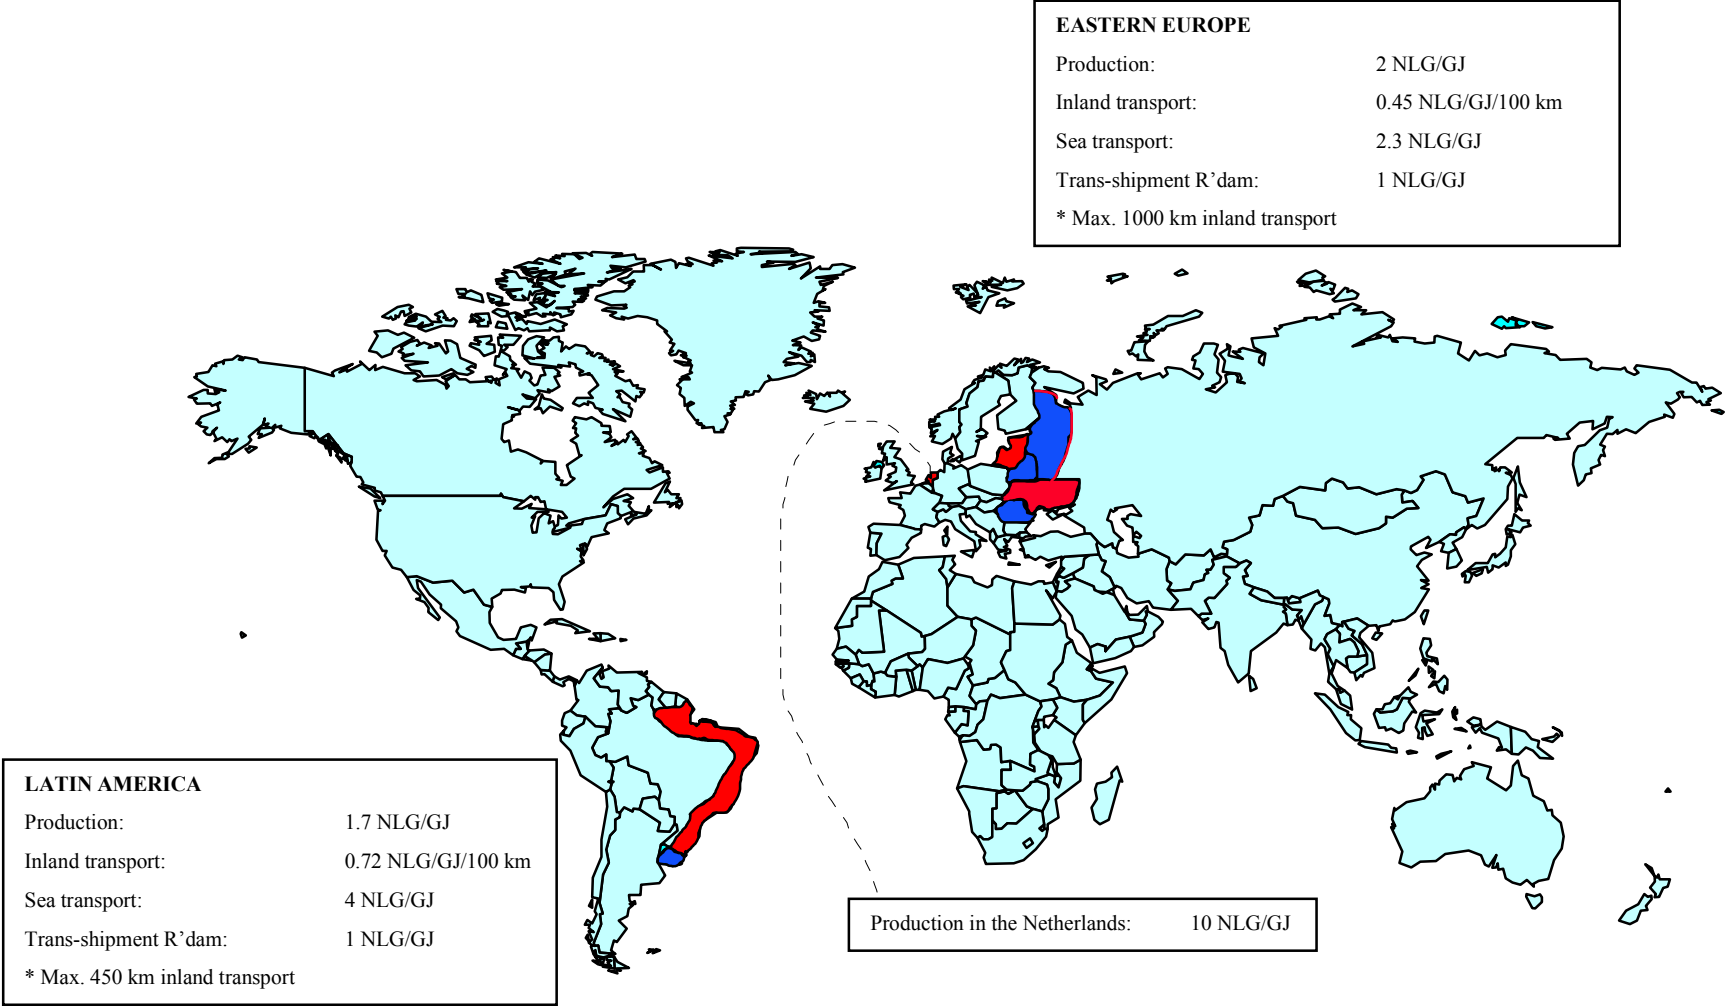 EASTERN EUROPE
Production: 2 NLG/GJ
Inland transport: 0.45 NLG/GJ/100 km
Sea transport: 2.3 NLG/GJ
Trans-shipment R’dam: 1 NLG/GJ
* Max. 1000 km inland transport
LATIN AMERICA
Production: 1.7 NLG/GJ
Inland transport: 0.72 NLG/GJ/100 km
Sea transport: 4 NLG/GJ
Trans-shipment R’dam: 1 NLG/GJ
* Max. 450 km inland transport
Production in the Netherlands: 10 NLG/GJ